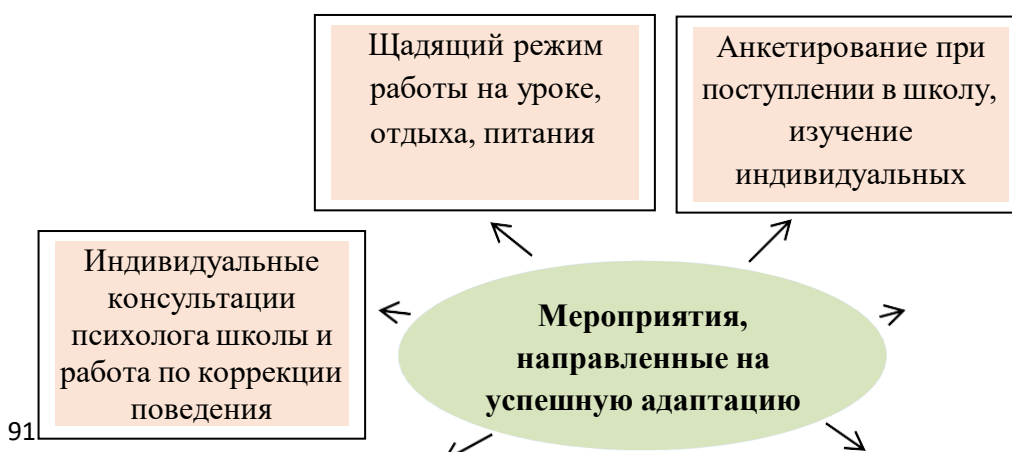 Щадящий режим
работы на уроке,
отдыха, питания
Анкетирование при
поступлении в школу,
изучение
индивидуальных
Индивидуальные
консультации
психолога школы и
работа по коррекции
поведения
Мероприятия,
направленные на
успешную адаптацию
91